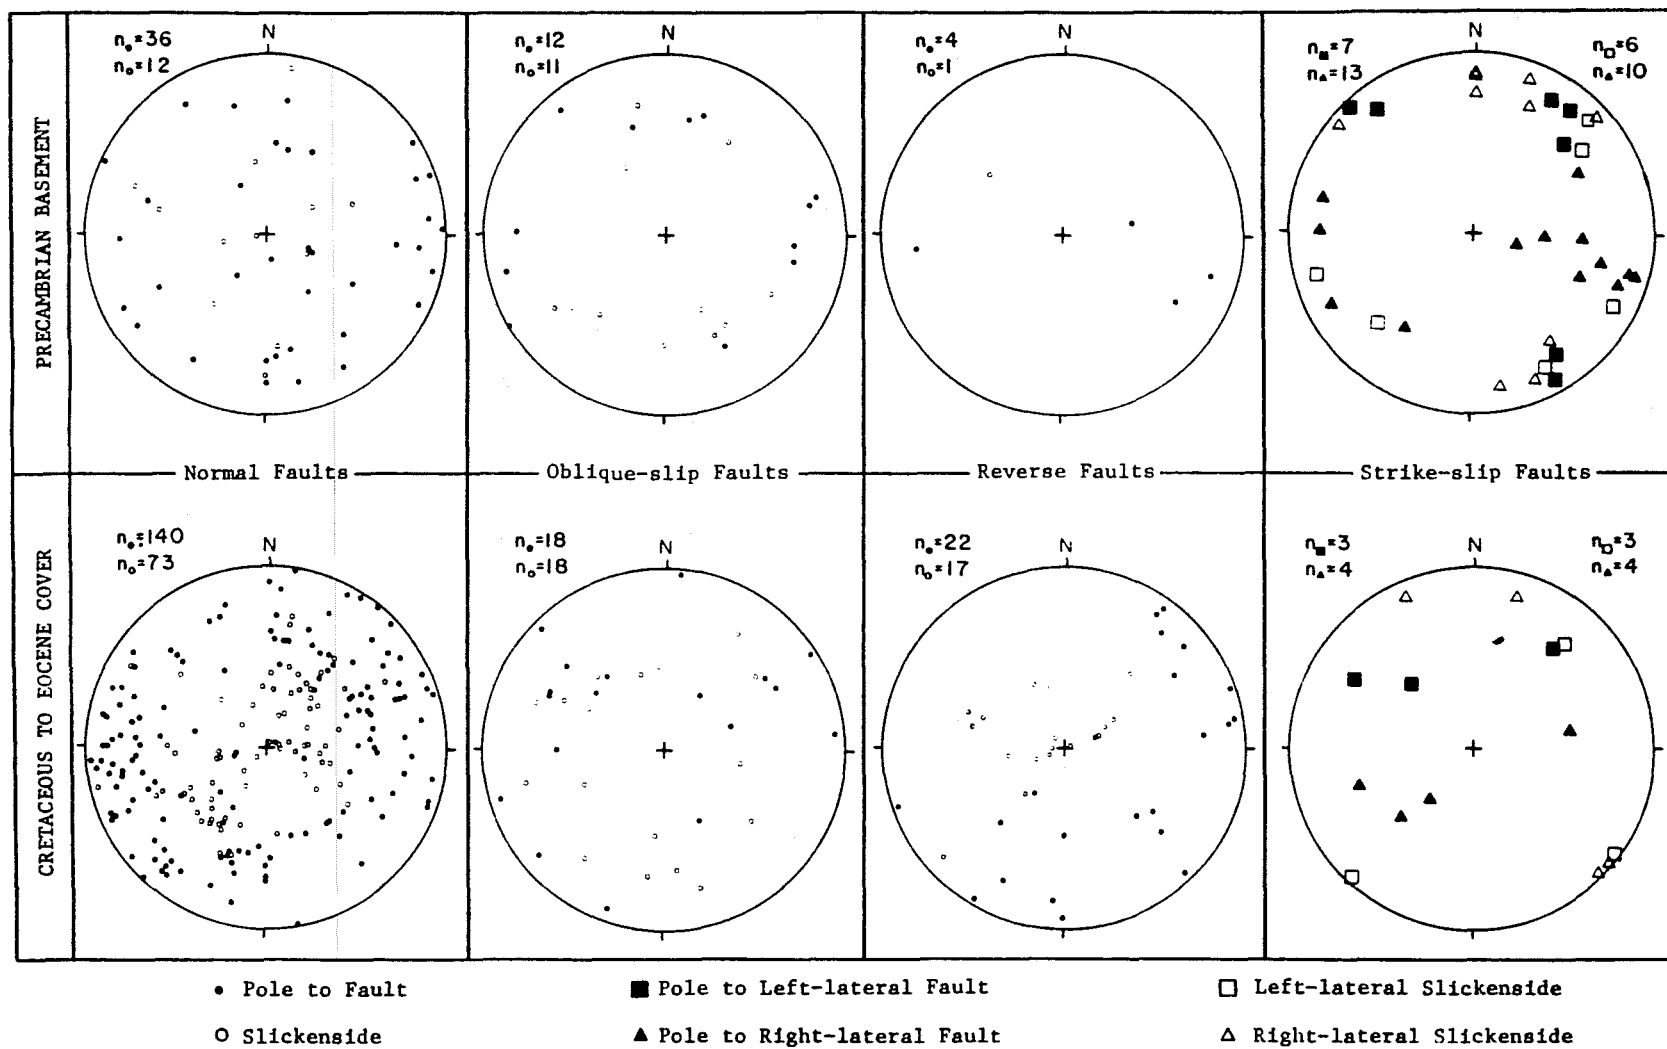 PRECAMBRIAN BASEMENT
n●=36
n○=12
N
n●=12
n○=11
N
n●=4
n○=1
N
n■=7
n▲=13
N
n□=6
n▲=10
Normal Faults
Oblique-slip Faults
Reverse Faults
Strike-slip Faults
CRETACEOUS TO EOCENE COVER
n●=140
n○=73
N
n●=18
n○=18
N
n●=22
n○=17
N
n■=3
n▲=4
N
n□=3
n▲=4
● Pole to Fault
■ Pole to Left-lateral Fault
□ Left-lateral Slickenside
○ Slickenside
▲ Pole to Right-lateral Fault
△ Right-lateral Slickenside